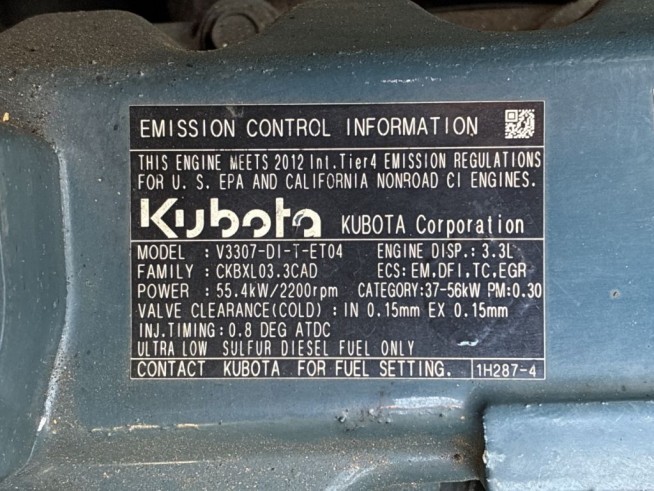 EMISSION CONTROL INFORMATION
THIS ENGINE MEETS 2012 Int.Tier4 EMISSION REGULATIONS
FOR U. S. EPA AND CALIFORNIA NONROAD CI ENGINES.
Kubota KUBOTA Corporation
MODEL : V3307-DI-T-ET04 ENGINE DISP.: 3.3L
FAMILY : CKBXL03.3CAD ECS: EM,DFI,TC,EGR
POWER : 55.4kW/2200rpm CATEGORY:37-56kW PM:0.30
VALVE CLEARANCE(COLD) : IN 0.15mm EX 0.15mm
INJ.TIMING:0.8 DEG ATDC
ULTRA LOW SULFUR DIESEL FUEL ONLY
CONTACT KUBOTA FOR FUEL SETTING. 1H287-4